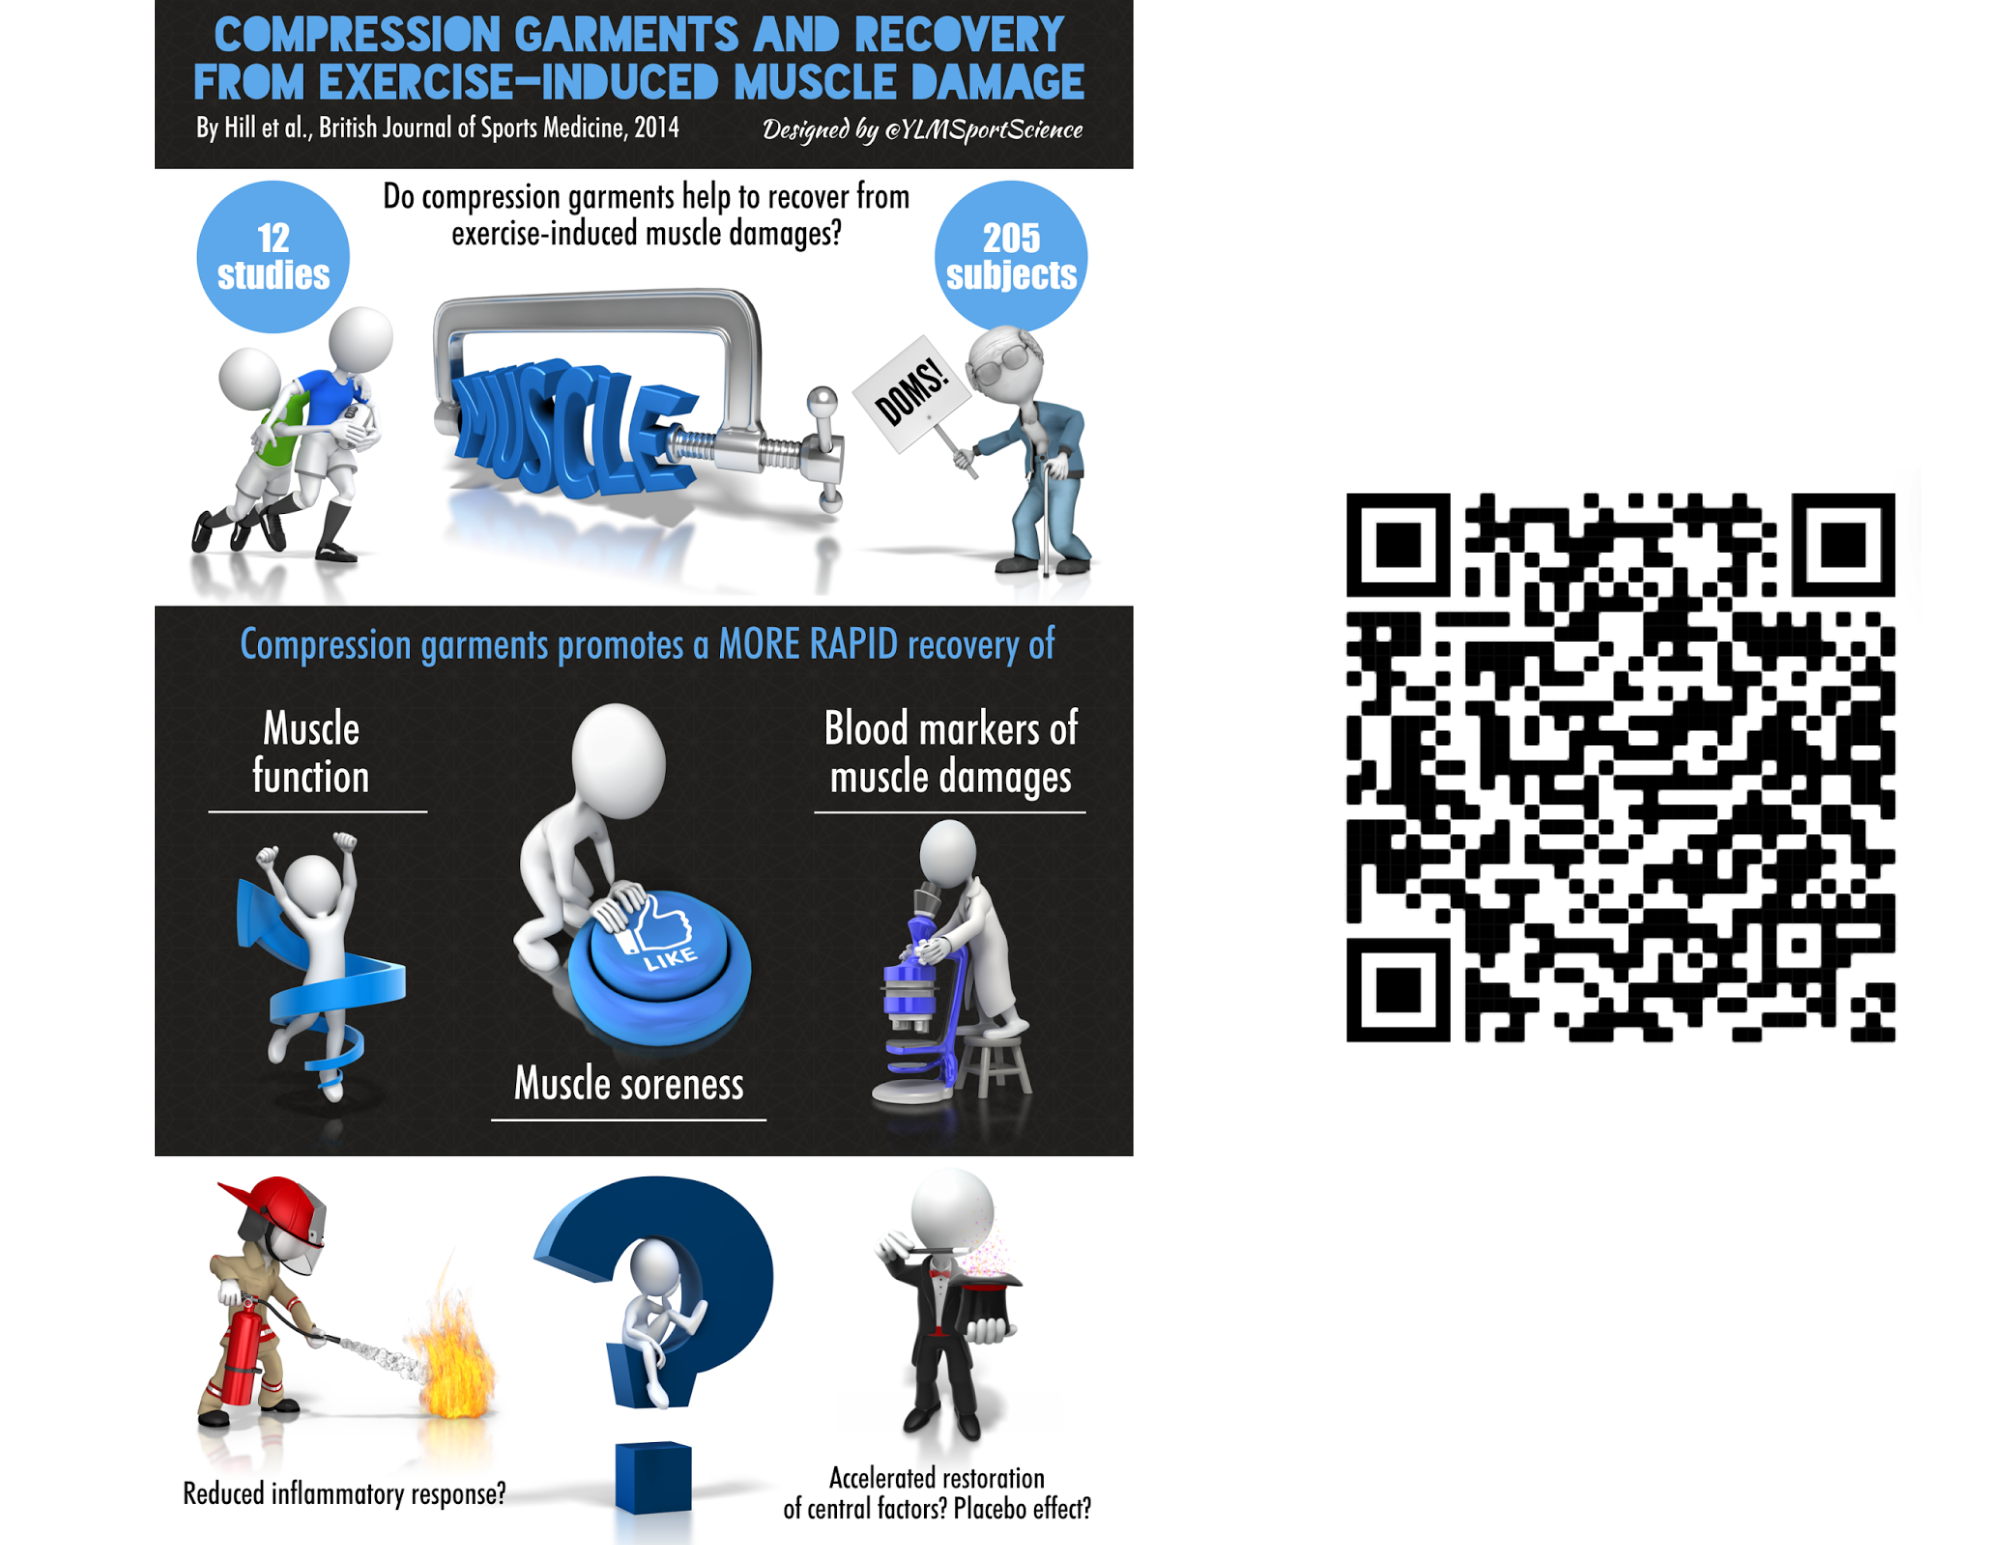 COMPRESSION GARMENTS AND RECOVERY
FROM EXERCISE-INDUCED MUSCLE DAMAGE
By Hill et al., British Journal of Sports Medicine, 2014
Designed by @YLMSportScience
12
studies
Do compression garments help to recover from
exercise-induced muscle damages?
205
subjects
MUSCLE
DOMS!
Compression garments promotes a MORE RAPID recovery of
Muscle
function
Blood markers of
muscle damages
LIKE
Muscle soreness
Reduced inflammatory response?
Accelerated restoration
of central factors? Placebo effect?